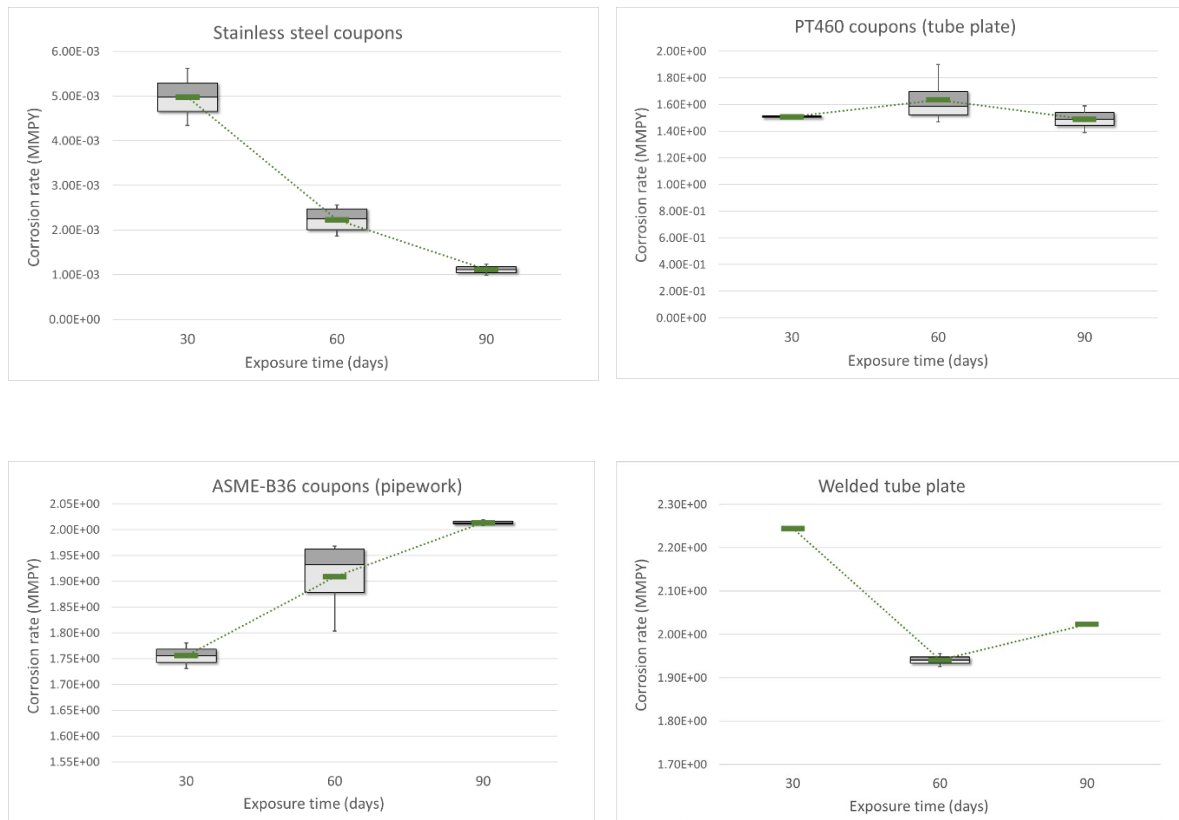 Stainless steel coupons
6.00E-03
5.00E-03
4.00E-03
3.00E-03
2.00E-03
1.00E-03
0.00E+00
Corrosion rate (MMPY)
30 60 90
Exposure time (days)
PT460 coupons (tube plate)
2.00E+00
1.80E+00
1.60E+00
1.40E+00
1.20E+00
1.00E+00
8.00E-01
6.00E-01
4.00E-01
2.00E-01
0.00E+00
Corrosion rate (MMPY)
30 60 90
Exposure time (days)
ASME-B36 coupons (pipework)
2.05E+00
2.00E+00
1.95E+00
1.90E+00
1.85E+00
1.80E+00
1.75E+00
1.70E+00
1.65E+00
1.60E+00
1.55E+00
Corrosion rate (MMPY)
30 60 90
Exposure time (days)
Welded tube plate
2.30E+00
2.20E+00
2.10E+00
2.00E+00
1.90E+00
1.80E+00
1.70E+00
Corrosion rate (MMPY)
30 60 90
Exposure time (days)